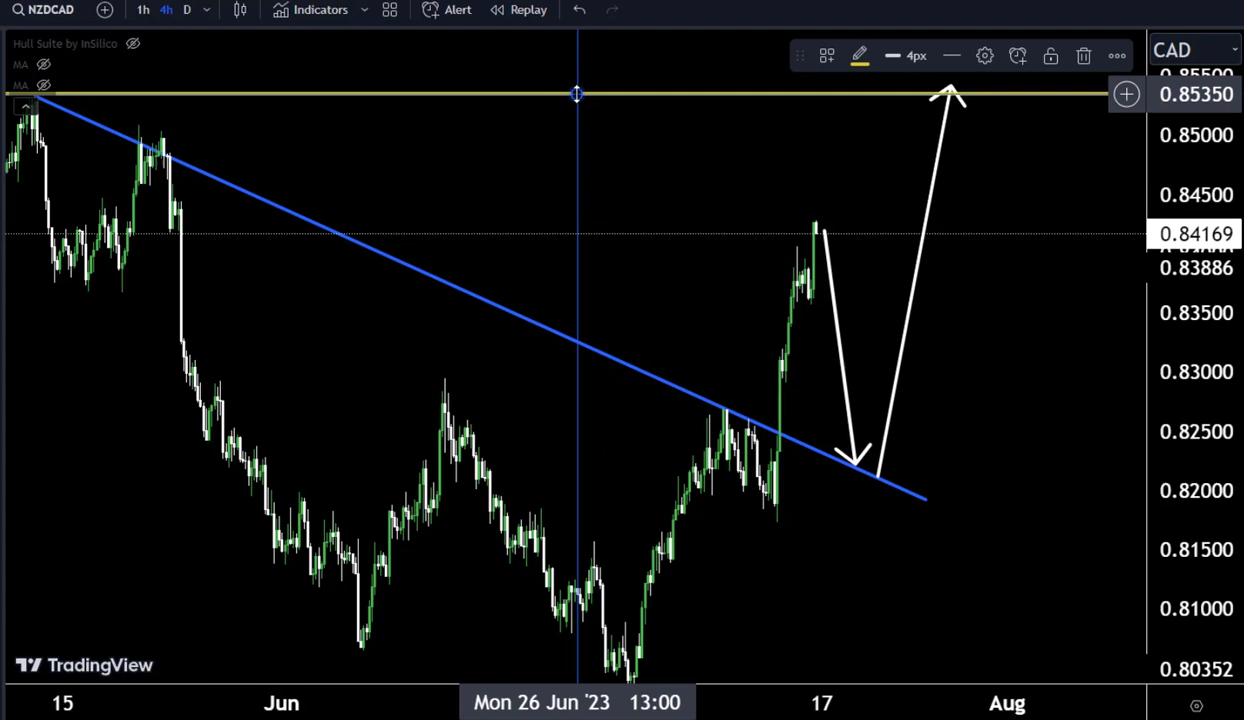 NZDCAD 1h 4h D Indicators Alert Replay
Hull Suite by InSilico
MA
MA
4px
CAD
0.85500
0.85350
0.85000
0.84500
0.84169
0.83886
0.83500
0.83000
0.82500
0.82000
0.81500
0.81000
0.80352
TradingView
15 Jun Mon 26 Jun '23 13:00 17 Aug